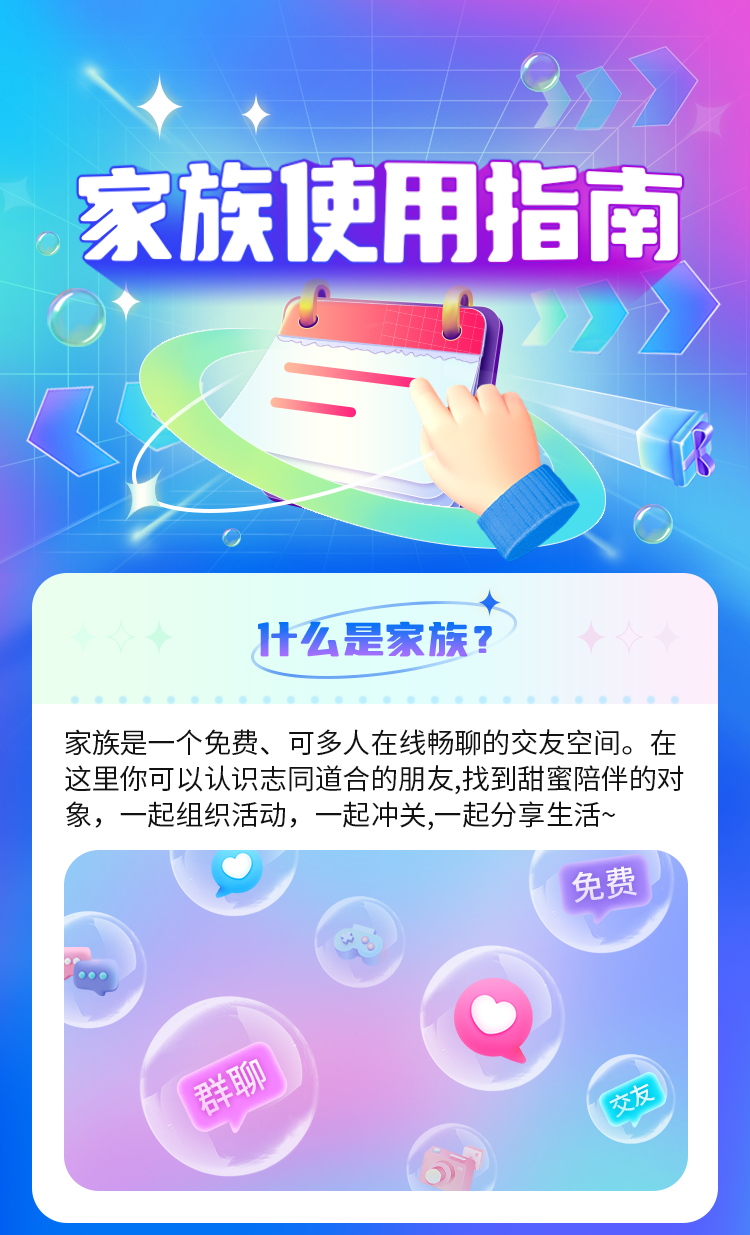 家族使用指南
什么是家族？
家族是一个免费、可多人在线畅聊的交友空间。在
这里你可以认识志同道合的朋友,找到甜蜜陪伴的对
象，一起组织活动，一起冲关,一起分享生活~
免费
群聊
交友